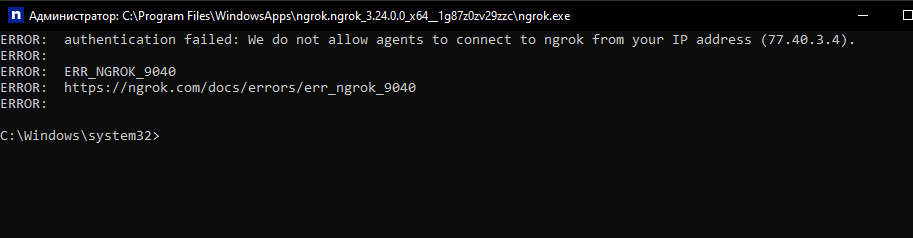 n Администратор: C:\Program Files\WindowsApps\ngrok.ngrok_3.24.0.0_x64__1g87z0zv29zzc\ngrok.exe
ERROR:  authentication failed: We do not allow agents to connect to ngrok from your IP address (77.40.3.4).
ERROR:
ERROR:  ERR_NGROK_9040
ERROR:  https://ngrok.com/docs/errors/err_ngrok_9040
ERROR:
C:\Windows\system32>